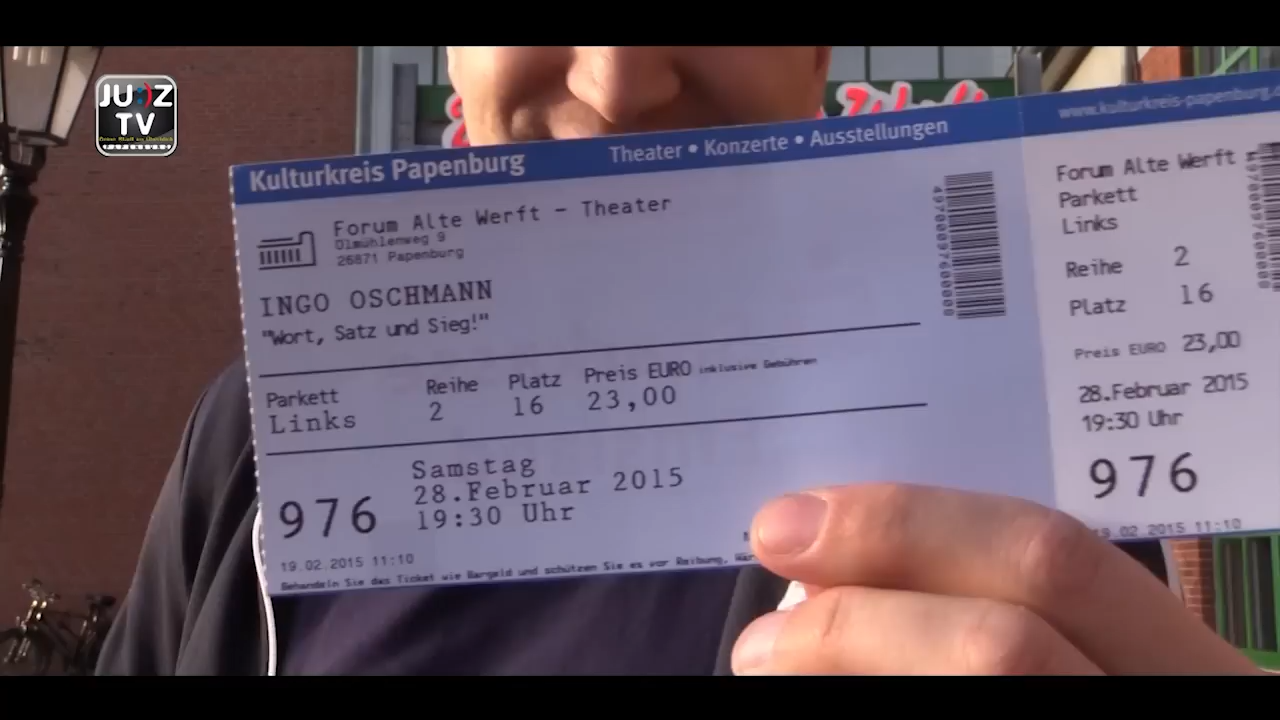 JU:)Z
TV
Kulturkreis Papenburg
Theater • Konzerte • Ausstellungen
www.kulturkreis-papenburg.
Forum Alte Werft - Theater
Ölmühlenweg 9
26871 Papenburg
INGO OSCHMANN
"Wort, Satz und Sieg!"
Parkett Reihe Platz Preis EURO inklusive Gebühren
Links 2 16 23,00
Samstag
28.Februar 2015
19:30 Uhr
976
19.02.2015 11:10
Behandeln Sie das Ticket wie Bargeld und schützen Sie es vor Reibung,
Forum Alte Werft
Parkett
Links
Reihe 2
Platz 16
Preis EURO 23,00
28.Februar 2015
19:30 Uhr
976
19.02.2015 11:10